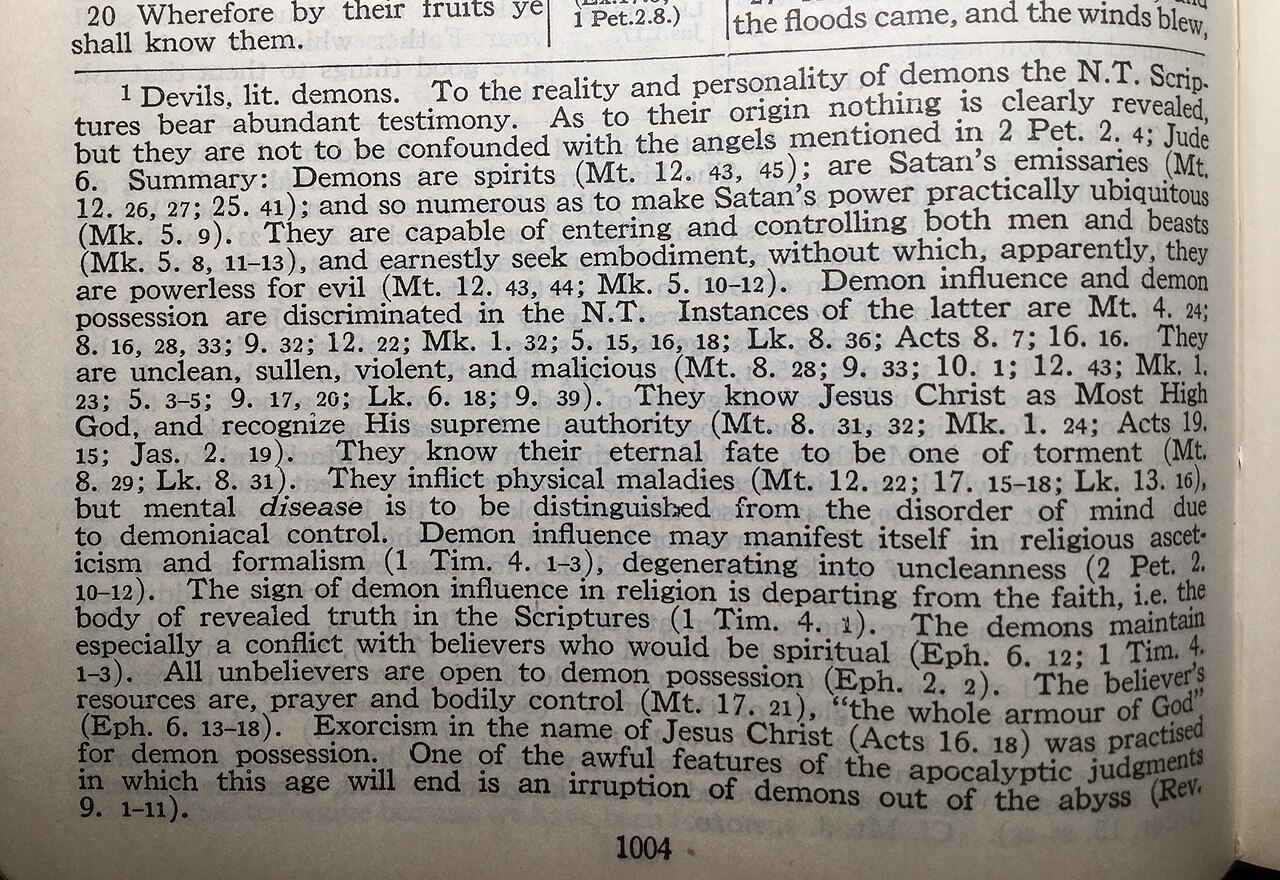 20 Wherefore by their fruits ye
shall know them.
1 Pet.2.8.)
the floods came, and the winds blew,
1 Devils, lit. demons. To the reality and personality of demons the N.T. Scrip-
tures bear abundant testimony. As to their origin nothing is clearly revealed,
but they are not to be confounded with the angels mentioned in 2 Pet. 2. 4; Jude
6. Summary: Demons are spirits (Mt. 12. 43, 45); are Satan's emissaries (Mt.
12. 26, 27; 25. 41); and so numerous as to make Satan's power practically ubiquitous
(Mk. 5. 9). They are capable of entering and controlling both men and beasts
(Mk. 5. 8, 11–13), and earnestly seek embodiment, without which, apparently, they
are powerless for evil (Mt. 12. 43, 44; Mk. 5. 10–12). Demon influence and demon
possession are discriminated in the N.T. Instances of the latter are Mt. 4. 24;
8. 16, 28, 33; 9. 32; 12. 22; Mk. 1. 32; 5. 15, 16, 18; Lk. 8. 36; Acts 8. 7; 16. 16. They
are unclean, sullen, violent, and malicious (Mt. 8. 28; 9. 33; 10. 1; 12. 43; Mk. 1.
23; 5. 3–5; 9. 17, 20; Lk. 6. 18; 9. 39). They know Jesus Christ as Most High
God, and recognize His supreme authority (Mt. 8. 31, 32; Mk. 1. 24; Acts 19.
15; Jas. 2. 19). They know their eternal fate to be one of torment (Mt.
8. 29; Lk. 8. 31). They inflict physical maladies (Mt. 12. 22; 17. 15–18; Lk. 13. 16),
but mental disease is to be distinguished from the disorder of mind due
to demoniacal control. Demon influence may manifest itself in religious ascet-
icism and formalism (1 Tim. 4. 1–3), degenerating into uncleanness (2 Pet. 2.
10–12). The sign of demon influence in religion is departing from the faith, i.e. the
body of revealed truth in the Scriptures (1 Tim. 4. 1). The demons maintain
especially a conflict with believers who would be spiritual (Eph. 6. 12; 1 Tim. 4.
1–3). All unbelievers are open to demon possession (Eph. 2. 2). The believer's
resources are, prayer and bodily control (Mt. 17. 21), "the whole armour of God"
(Eph. 6. 13–18). Exorcism in the name of Jesus Christ (Acts 16. 18) was practised
for demon possession. One of the awful features of the apocalyptic judgments
in which this age will end is an irruption of demons out of the abyss (Rev.
9. 1–11).
1004